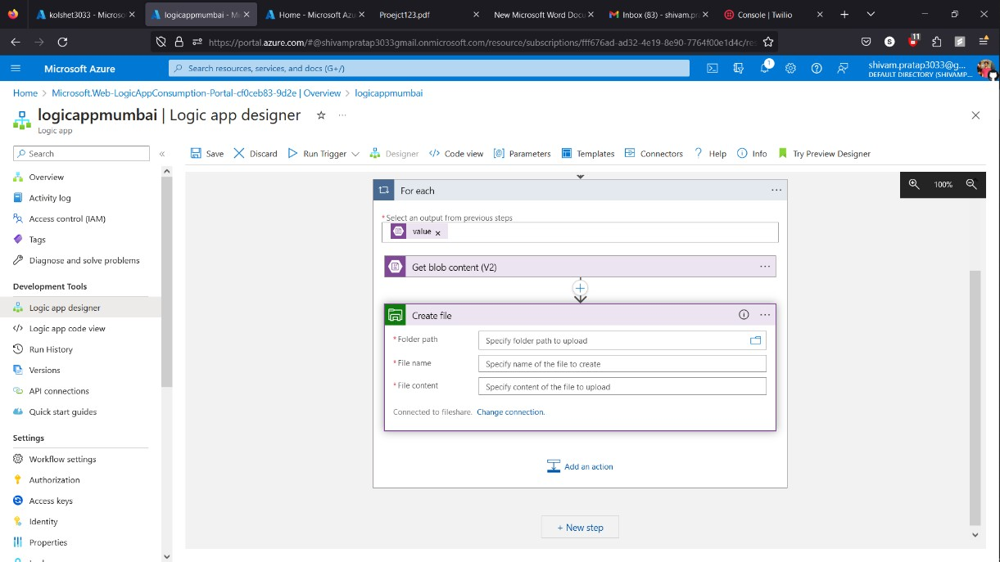 kolshet3033 - Microso
logicappmumbai - Mi
Home - Microsoft Azu
Proejct123.pdf
New Microsoft Word Docu
Inbox (83) - shivam.pr
Console | Twilio
https://portal.azure.com/#@shivampratap3033gmail.onmicrosoft.com/resource/subscriptions/fff676ad-ad32-4e19-8e90-7764f00e1d4c/re
11
Microsoft Azure
Search resources, services, and docs (G+/)
1
shivam.pratap3033@g...
DEFAULT DIRECTORY (SHIVAMP...
Home > Microsoft.Web-LogicAppConsumption-Portal-cf0ceb83-9d2e | Overview > logicappmumbai
logicappmumbai | Logic app designer
Logic app
Search
Save
Discard
Run Trigger
Designer
Code view
Parameters
Templates
Connectors
Help
Info
Try Preview Designer
Overview
Activity log
Access control (IAM)
Tags
Diagnose and solve problems
Development Tools
Logic app designer
Logic app code view
Run History
Versions
API connections
Quick start guides
Settings
Workflow settings
Authorization
Access keys
Identity
Properties
100%
For each
* Select an output from previous steps
value
Get blob content (V2)
Create file
* Folder path
Specify folder path to upload
* File name
Specify name of the file to create
* File content
Specify content of the file to upload
Connected to fileshare. Change connection.
Add an action
+ New step